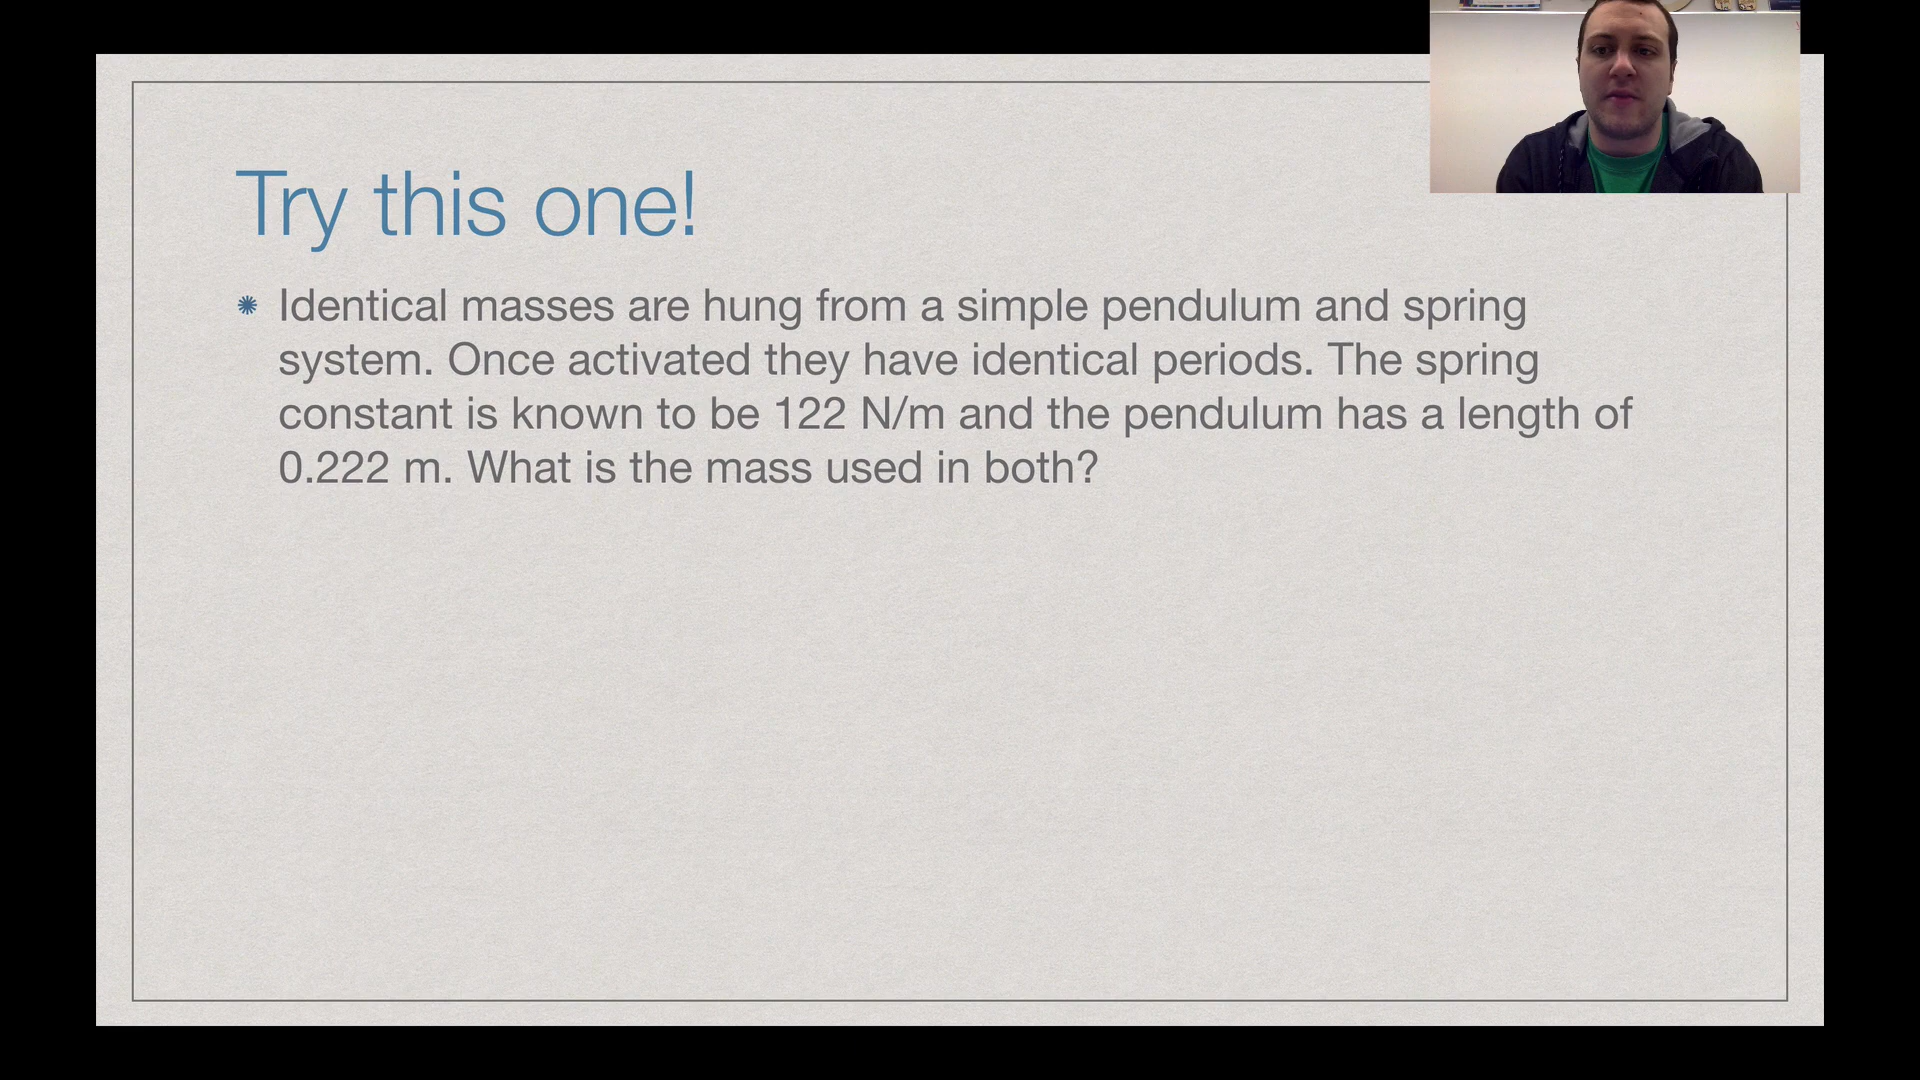 Try this one!
Identical masses are hung from a simple pendulum and spring
system. Once activated they have identical periods. The spring
constant is known to be 122 N/m and the pendulum has a length of
0.222 m. What is the mass used in both?